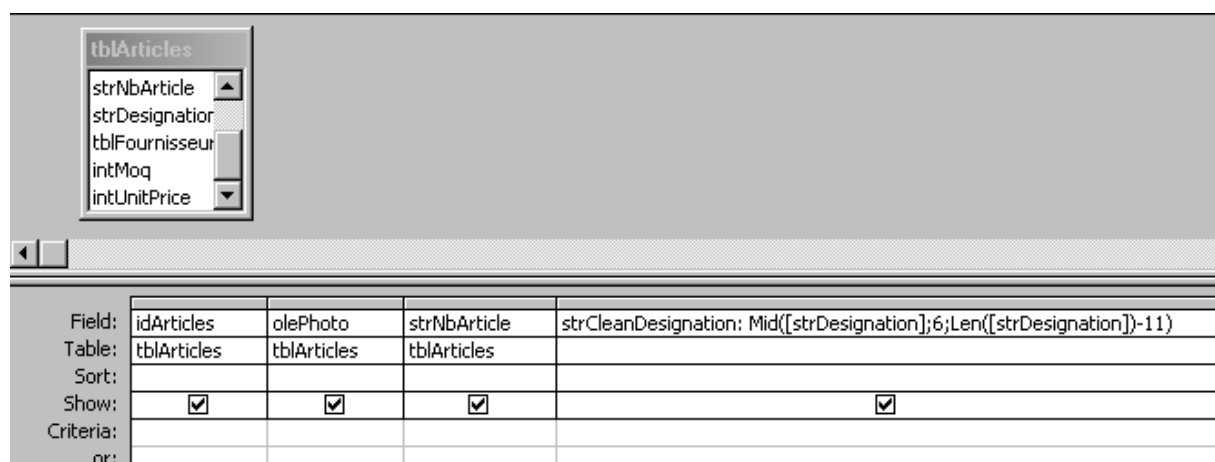 tblArticles
strNbArticle
strDesignation
tblFournisseur
intMoq
intUnitPrice
Field: idArticles olePhoto strNbArticle strCleanDesignation: Mid([strDesignation];6;Len([strDesignation])-11)
Table: tblArticles tblArticles tblArticles
Sort:
Show:
Criteria:
or: